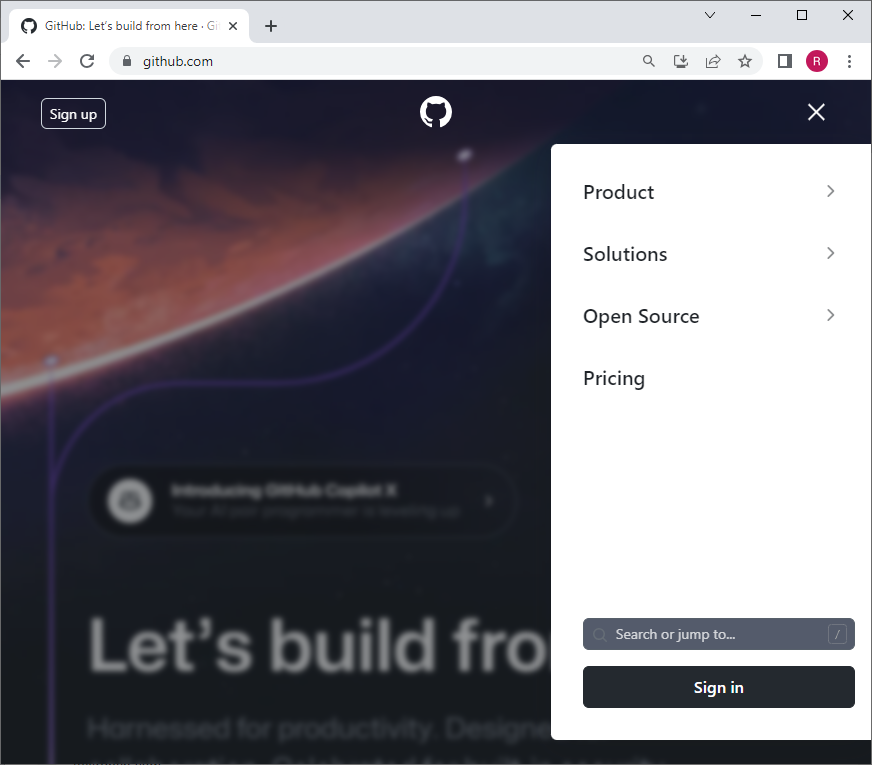 GitHub: Let's build from here · Gi
github.com
R
Sign up
Product
Solutions
Open Source
Pricing
Introducing GitHub Copilot X
Your AI pair programmer is leveling up
Let's build fro
Harnessed for productivity. Designe
Search or jump to...
/
Sign in